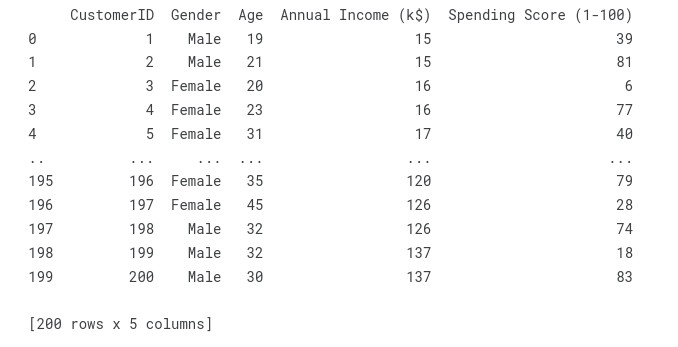 CustomerID Gender Age Annual Income (k$) Spending Score (1-100)
0 1 Male 19 15 39
1 2 Male 21 15 81
2 3 Female 20 16 6
3 4 Female 23 16 77
4 5 Female 31 17 40
.. ... ... ... ... ...
195 196 Female 35 120 79
196 197 Female 45 126 28
197 198 Male 32 126 74
198 199 Male 32 137 18
199 200 Male 30 137 83
[200 rows x 5 columns]